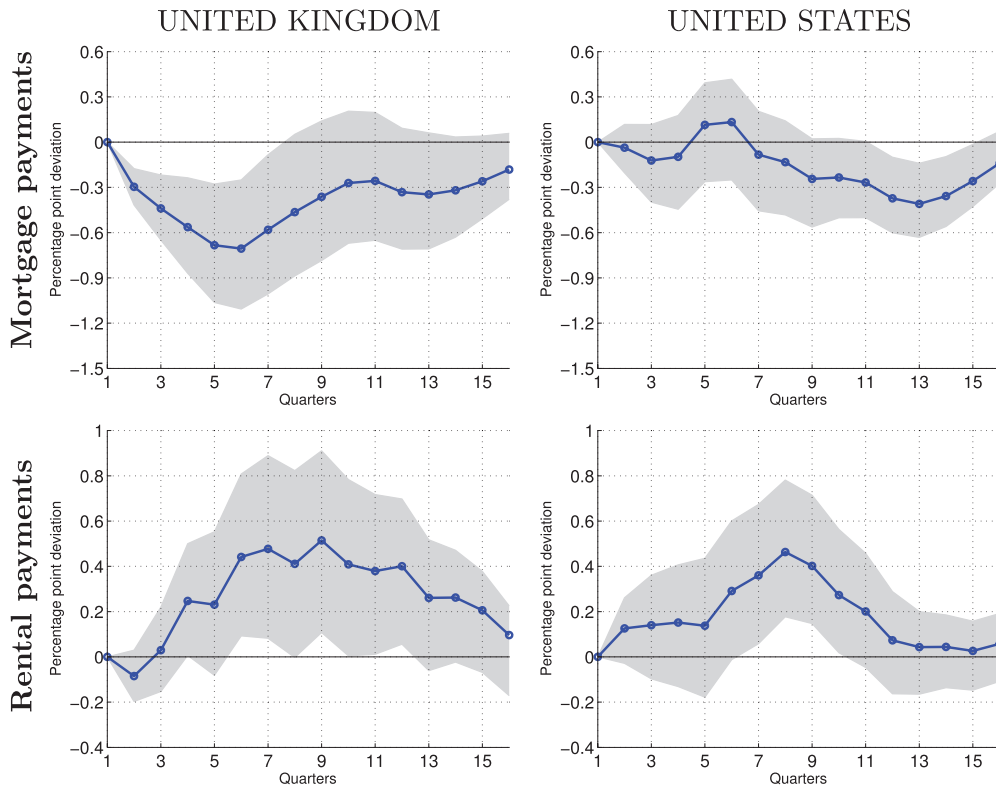 UNITED KINGDOM
UNITED STATES
Mortgage payments
Percentage point deviation
0.6
0.3
0
−0.3
−0.6
−0.9
−1.2
−1.5
1 3 5 7 9 11 13 15
Quarters
Percentage point deviation
0.6
0.3
0
−0.3
−0.6
−0.9
−1.2
−1.5
1 3 5 7 9 11 13 15
Quarters
Rental payments
Percentage point deviation
1
0.8
0.6
0.4
0.2
0
−0.2
−0.4
1 3 5 7 9 11 13 15
Quarters
Percentage point deviation
1
0.8
0.6
0.4
0.2
0
−0.2
−0.4
1 3 5 7 9 11 13 15
Quarters